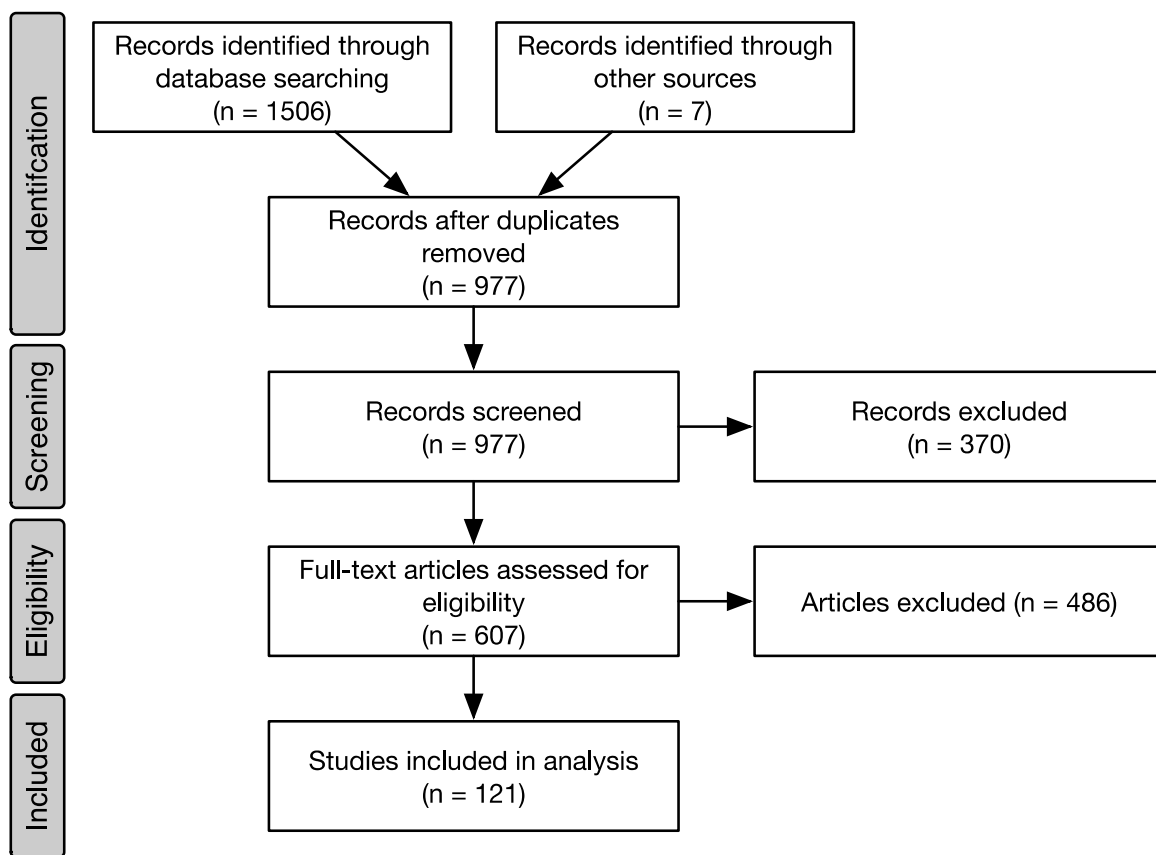 Identifcation
Records identified through
database searching
(n = 1506)
Records identified through
other sources
(n = 7)
Records after duplicates
removed
(n = 977)
Screening
Records screened
(n = 977)
Records excluded
(n = 370)
Eligibility
Full-text articles assessed for
eligibility
(n = 607)
Articles excluded (n = 486)
Included
Studies included in analysis
(n = 121)